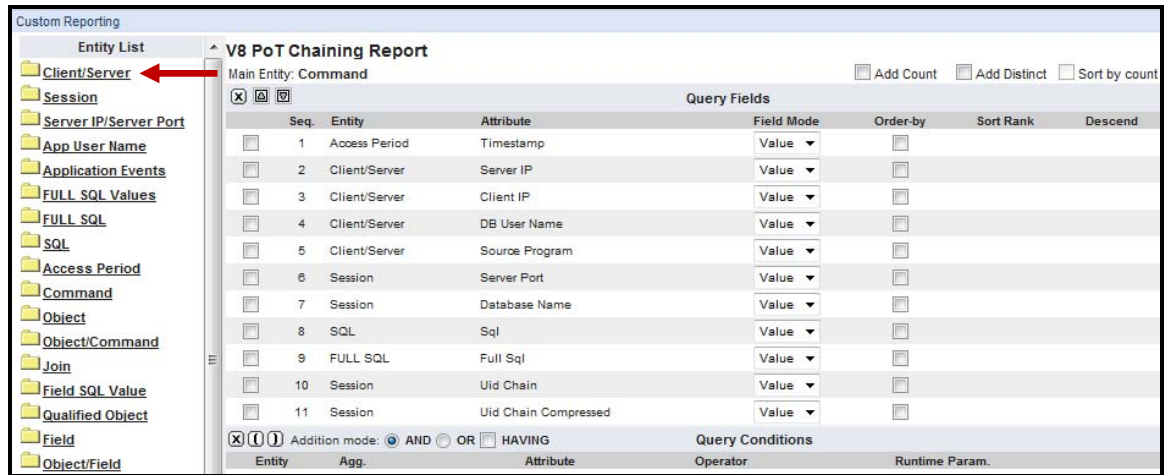 Custom Reporting
Entity List
Client/Server
Session
Server IP/Server Port
App User Name
Application Events
FULL SQL Values
FULL SQL
SQL
Access Period
Command
Object
Object/Command
Join
Field SQL Value
Qualified Object
Field
Object/Field
V8 PoT Chaining Report
Main Entity: Command Add Count Add Distinct Sort by count
Query Fields
Seq. Entity Attribute Field Mode Order-by Sort Rank Descend
1 Access Period Timestamp Value
2 Client/Server Server IP Value
3 Client/Server Client IP Value
4 Client/Server DB User Name Value
5 Client/Server Source Program Value
6 Session Server Port Value
7 Session Database Name Value
8 SQL Sql Value
9 FULL SQL Full Sql Value
10 Session Uid Chain Value
11 Session Uid Chain Compressed Value
Addition mode: AND OR HAVING Query Conditions
Entity Agg. Attribute Operator Runtime Param.